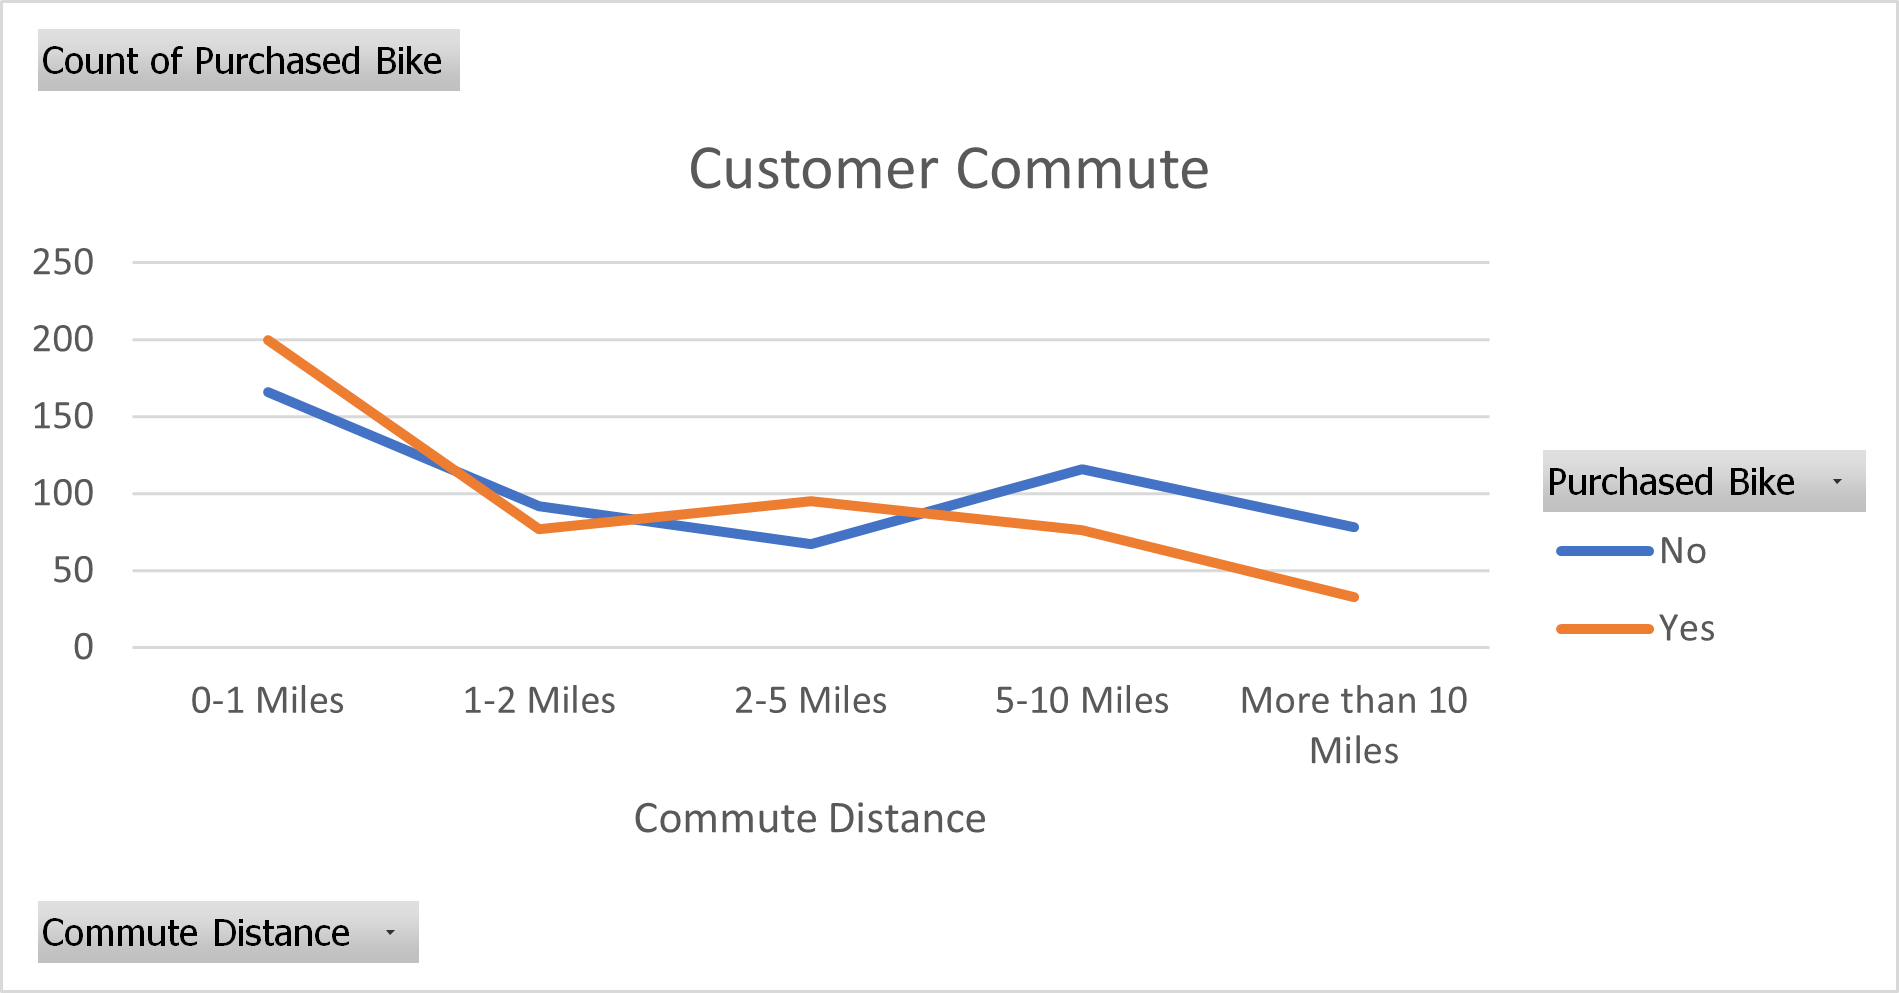 Count of Purchased Bike
Customer Commute
250
200
150
100
50
0
0-1 Miles
1-2 Miles
2-5 Miles
5-10 Miles
More than 10
Miles
Commute Distance
Purchased Bike
No
Yes
Commute Distance